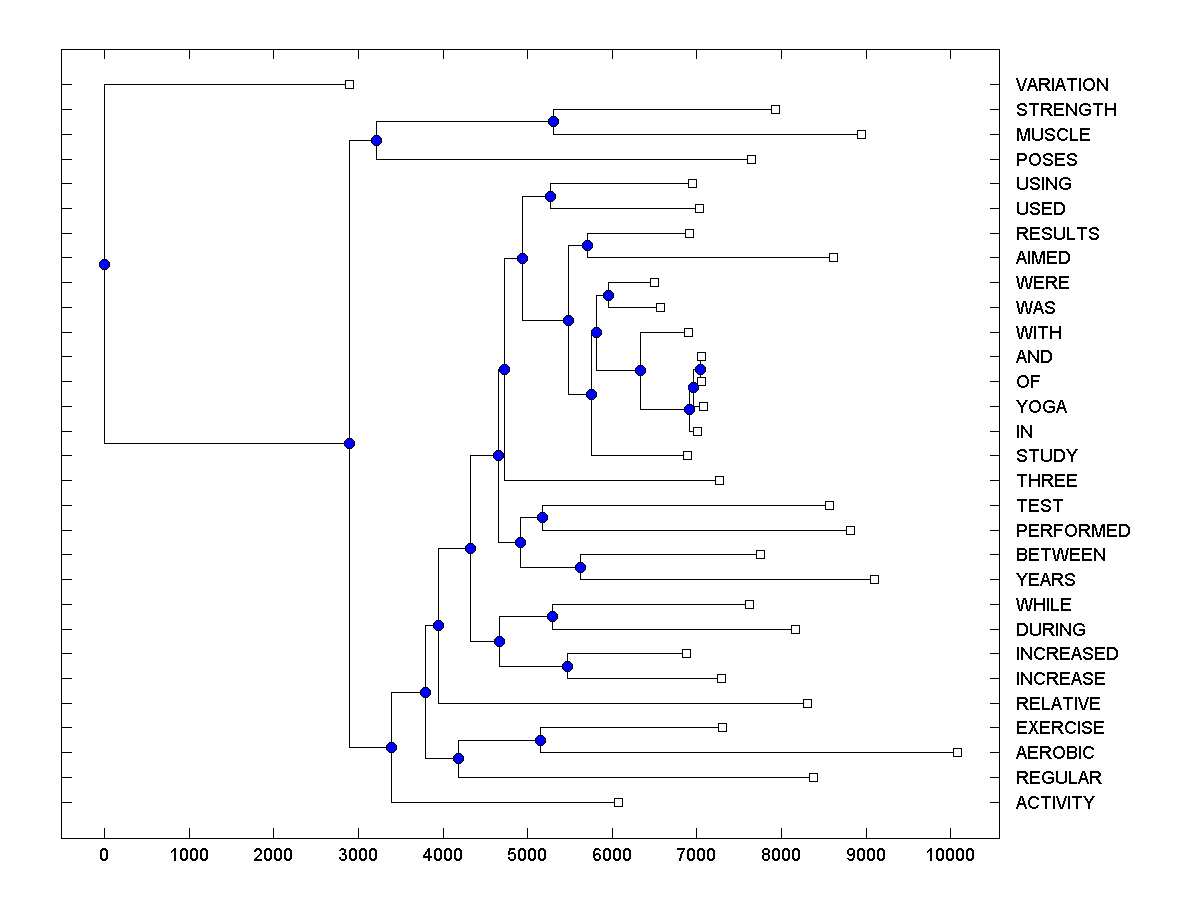 VARIATION
STRENGTH
MUSCLE
POSES
USING
USED
RESULTS
AIMED
WERE
WAS
WITH
AND
OF
YOGA
IN
STUDY
THREE
TEST
PERFORMED
BETWEEN
YEARS
WHILE
DURING
INCREASED
INCREASE
RELATIVE
EXERCISE
AEROBIC
REGULAR
ACTIVITY
0 1000 2000 3000 4000 5000 6000 7000 8000 9000 10000